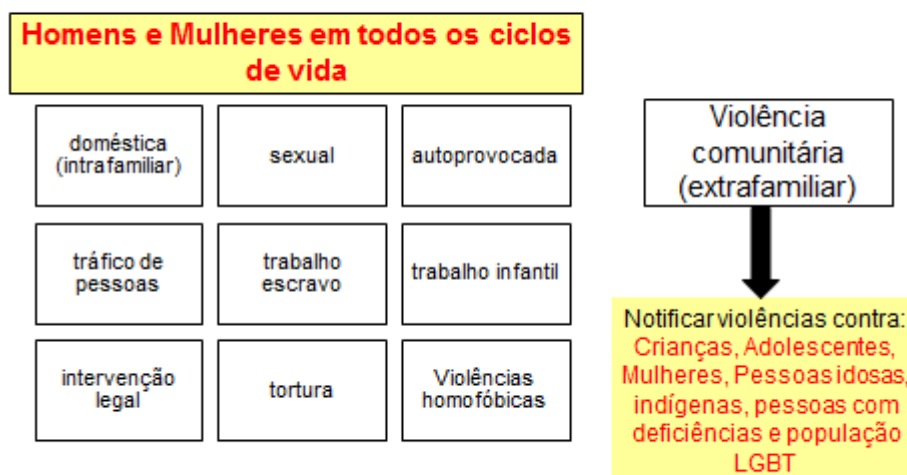 Homens e Mulheres em todos os ciclos
de vida
doméstica
(intrafamiliar)
sexual
autoprovocada
tráfico de
pessoas
trabalho
escravo
trabalho infantil
intervenção
legal
tortura
Violências
homofóbicas
Violência
comunitária
(extrafamiliar)
Notificar violências contra:
Crianças, Adolescentes,
Mulheres, Pessoas idosas,
indígenas, pessoas com
deficiências e população
LGBT